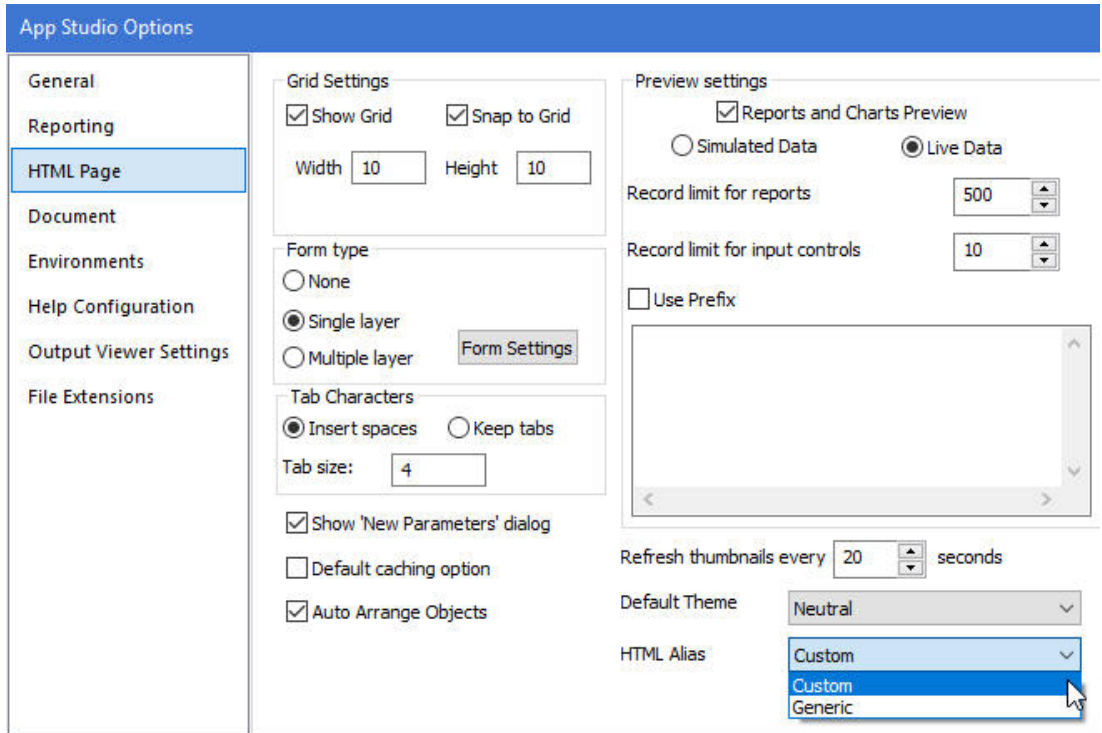 App Studio Options
General
Reporting
HTML Page
Document
Environments
Help Configuration
Output Viewer Settings
File Extensions
Grid Settings
Show Grid Snap to Grid
Width 10 Height 10
Form type
None
Single layer
Multiple layer
Form Settings
Tab Characters
Insert spaces Keep tabs
Tab size: 4
Show 'New Parameters' dialog
Default caching option
Auto Arrange Objects
Preview settings
Reports and Charts Preview
Simulated Data Live Data
Record limit for reports 500
Record limit for input controls 10
Use Prefix
Refresh thumbnails every 20 seconds
Default Theme Neutral
HTML Alias Custom
Custom
Generic